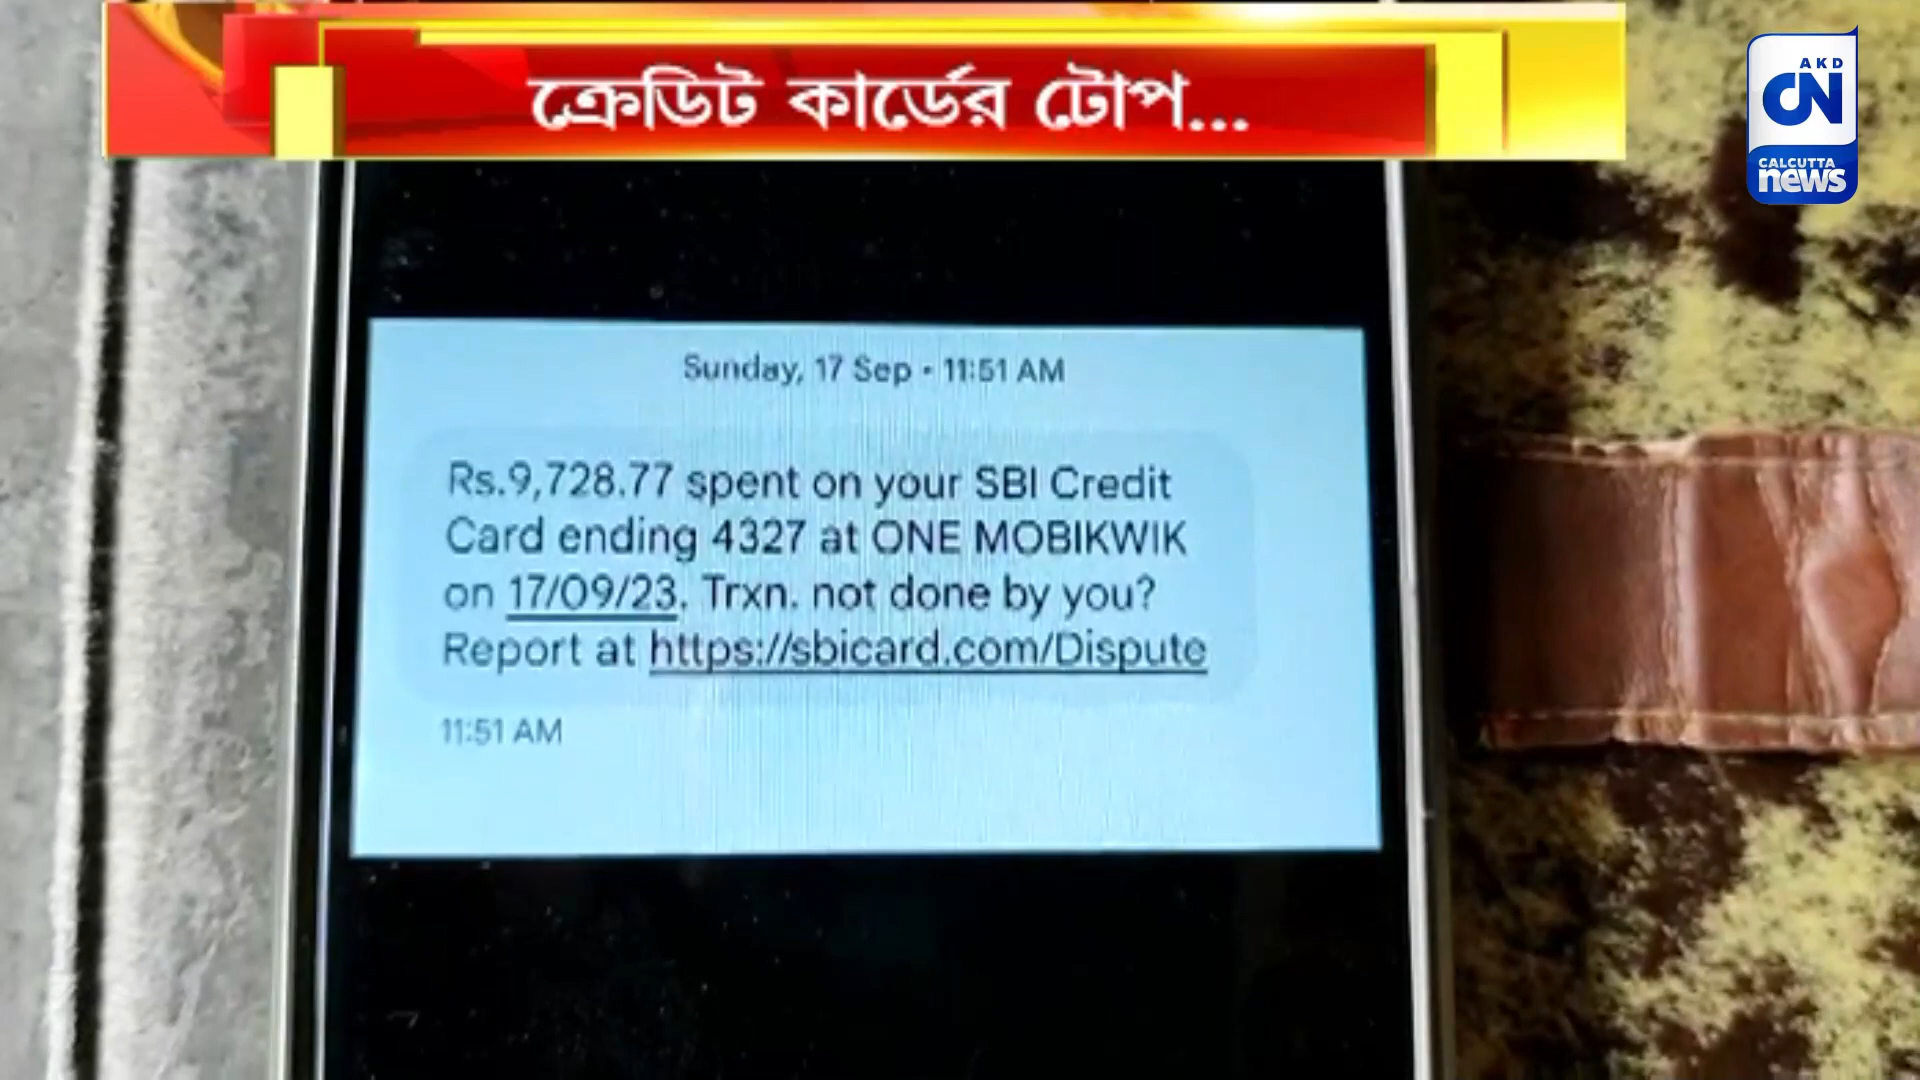 ক্রেডিট কার্ডের টোপ...
AKD
CN
CALCUTTA
news
Sunday, 17 Sep • 11:51 AM
Rs.9,728.77 spent on your SBI Credit
Card ending 4327 at ONE MOBIKWIK
on 17/09/23. Trxn. not done by you?
Report at https://sbicard.com/Dispute
11:51 AM